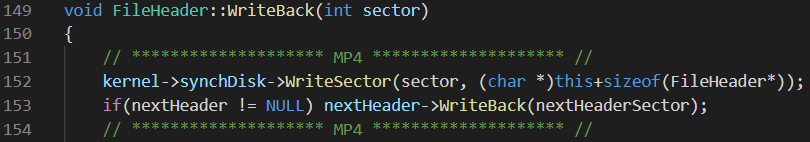 149 void FileHeader::WriteBack(int sector)
150 {
151 // ******************** MP4 ******************** //
152 kernel->synchDisk->WriteSector(sector, (char *)this+sizeof(FileHeader*));
153 if(nextHeader != NULL) nextHeader->WriteBack(nextHeaderSector);
154 // ******************** MP4 ******************** //